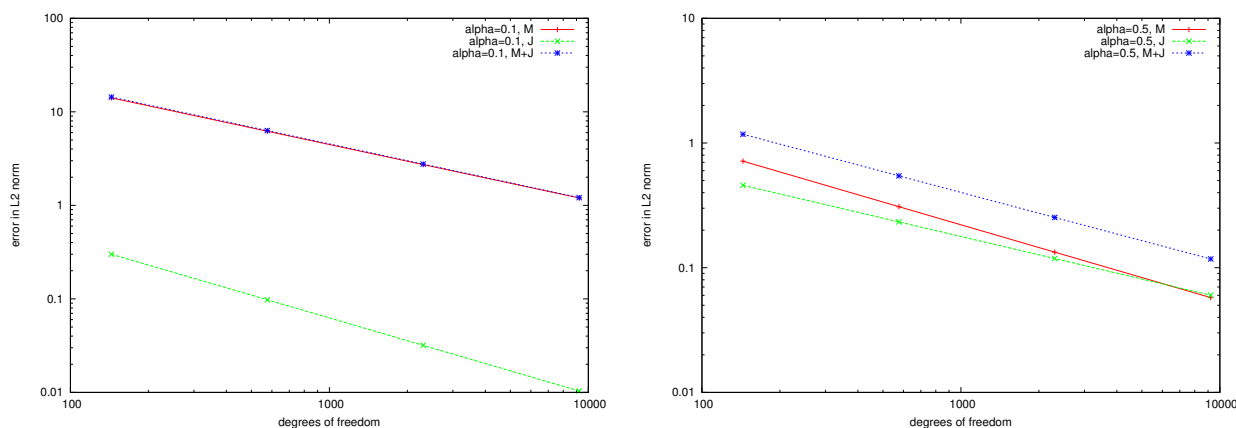 100
10
1
0.1
0.01
error in L2 norm
alpha=0.1, M
alpha=0.1, J
alpha=0.1, M+J
100
1000
10000
degrees of freedom
10
1
0.1
0.01
error in L2 norm
alpha=0.5, M
alpha=0.5, J
alpha=0.5, M+J
100
1000
10000
degrees of freedom